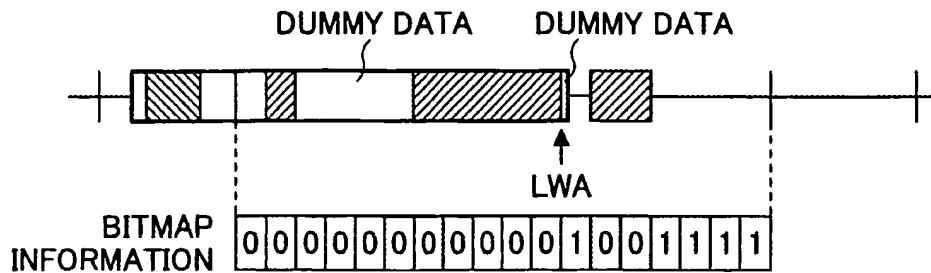 DUMMY DATA DUMMY DATA
LWA
BITMAP
INFORMATION
0 0 0 0 0 0 0 0 0 0 0 1 0 0 1 1 1 1